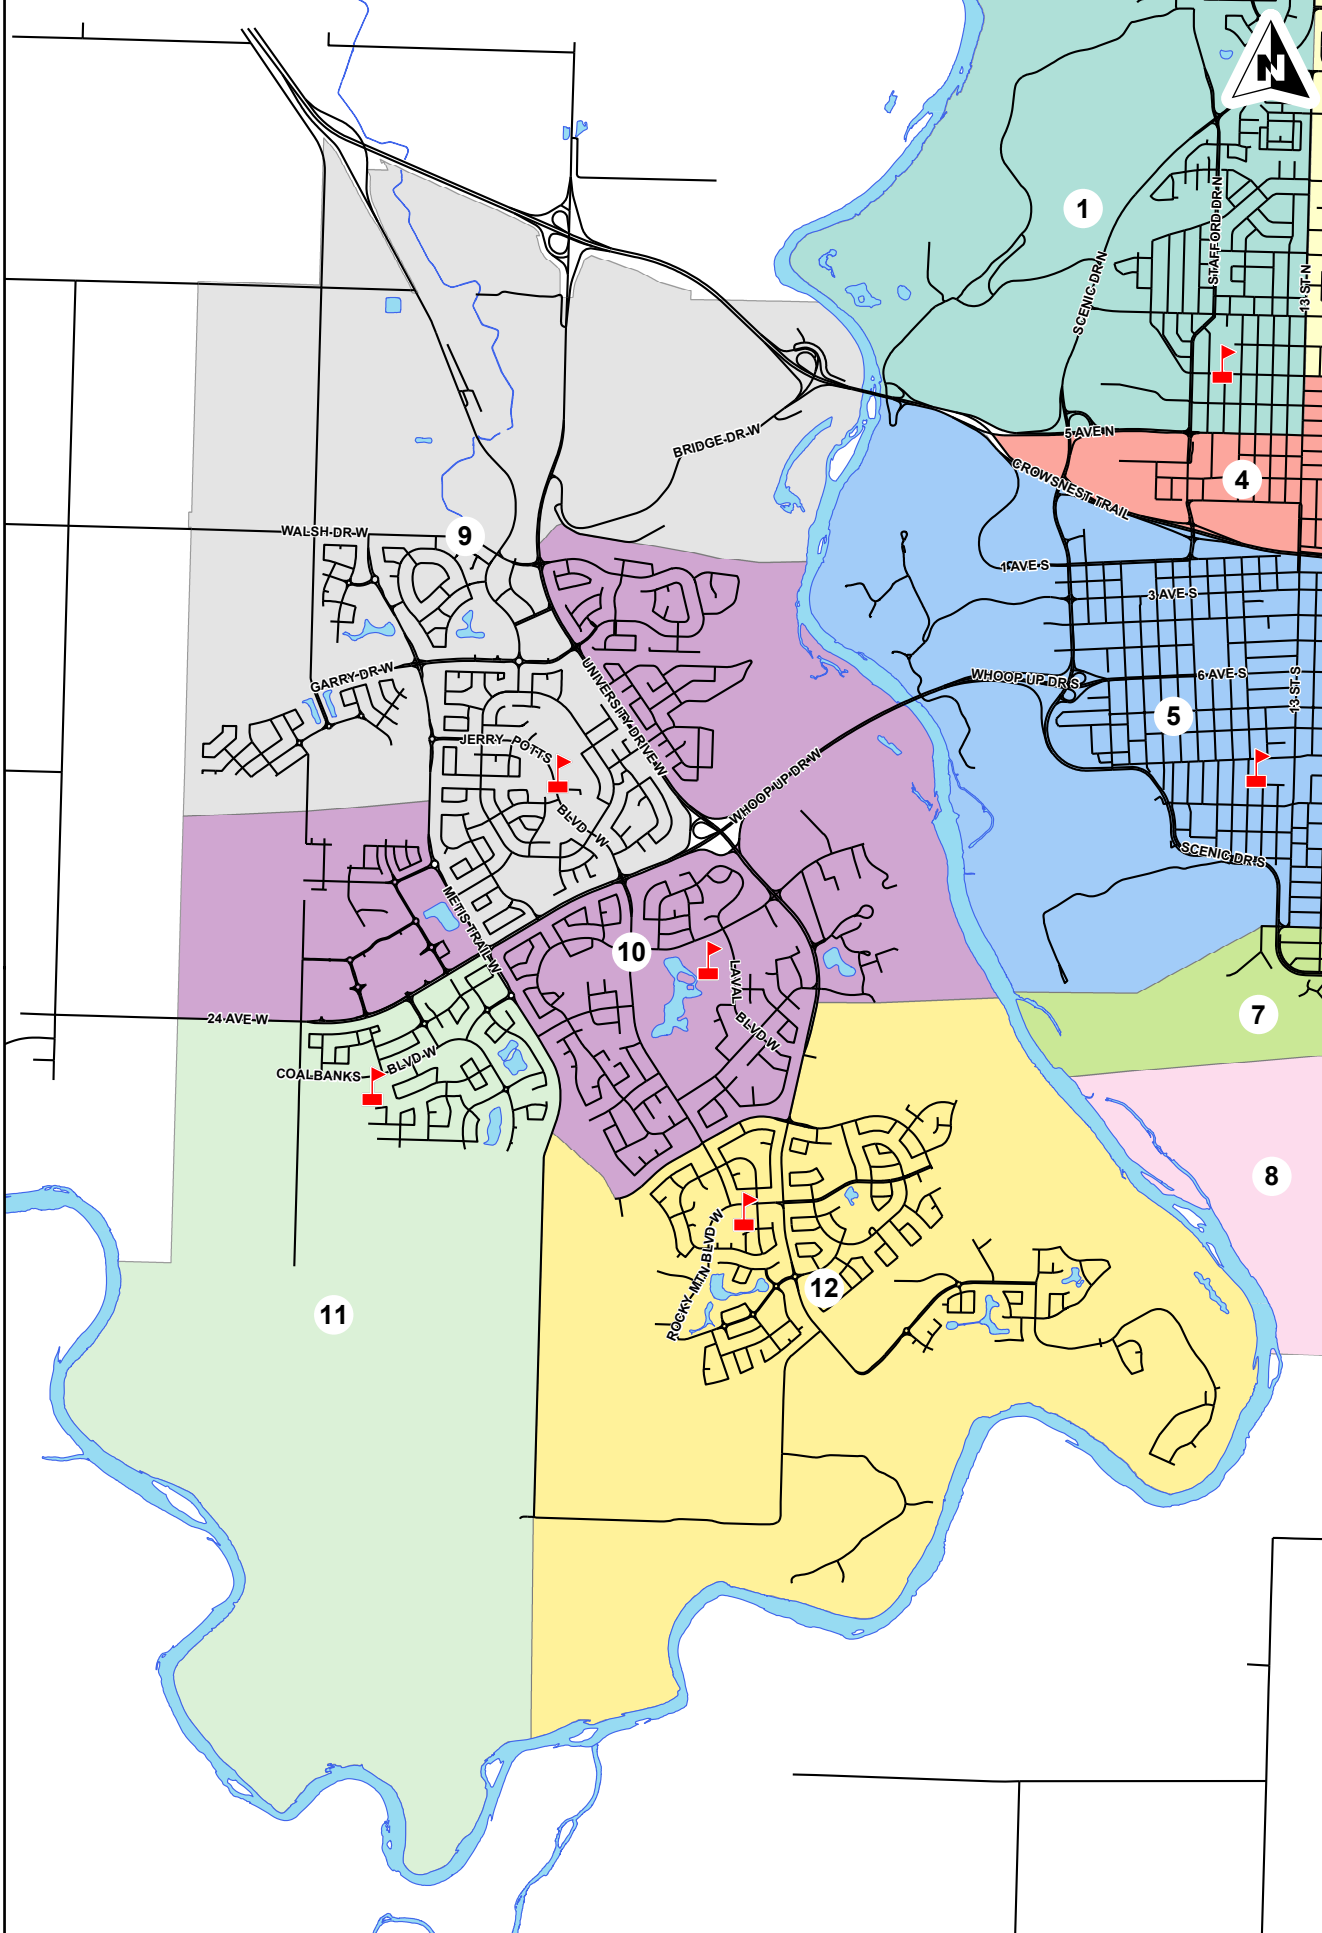 N
1
STAFFORD DR N
SCENIC DR N
13 ST N
5 AVE N
BRIDGE DR W
CROWSNEST TRAIL
4
WALSH DR W
9
1 AVE S
3 AVE S
GARRY DR W
UNIVERSITY DRIVE W
WHOOP UP DR S
6 AVE S
13 ST S
5
JERRY POTTS
BLVD W
WHOOP UP DR W
SCENIC DR S
METIS TRAIL W
10
LAVAL
BLVD W
24 AVE W
7
COALBANKS
BLVD W
8
ROCKY MTN BLVD W
12
11